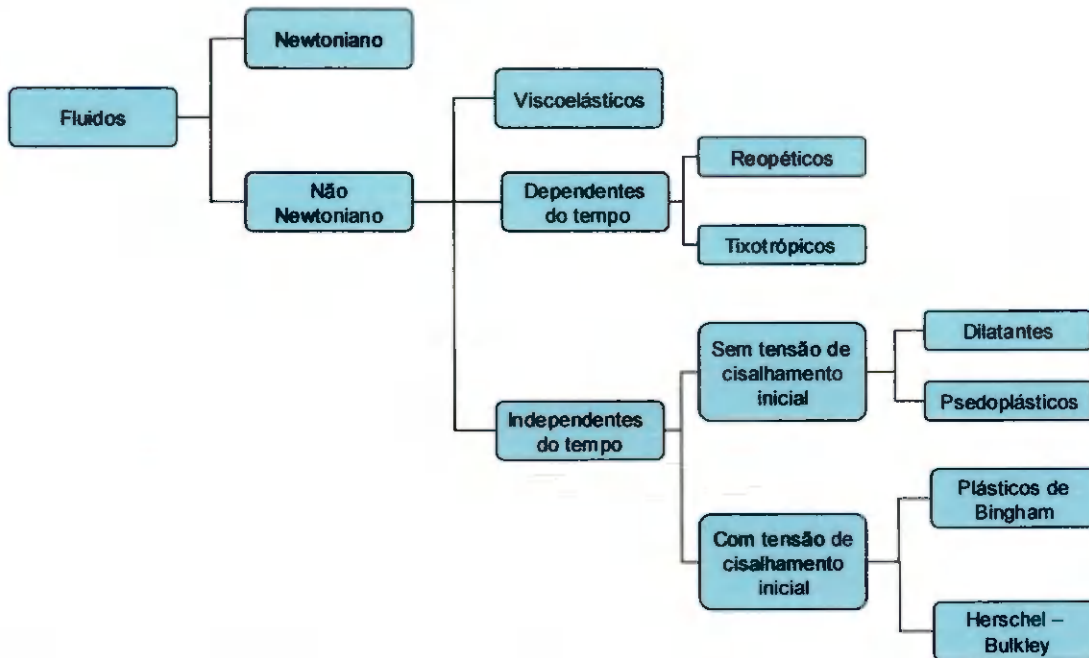 Fluidos
Newtoniano
Não
Newtoniano
Viscoelásticos
Dependentes
do tempo
Reopéticos
Tixotrópicos
Independentes
do tempo
Sem tensão de
cisalhamento
inicial
Dilatantes
Psedoplásticos
Com tensão de
cisalhamento
inicial
Plásticos de
Bingham
Herschel –
Bulkley